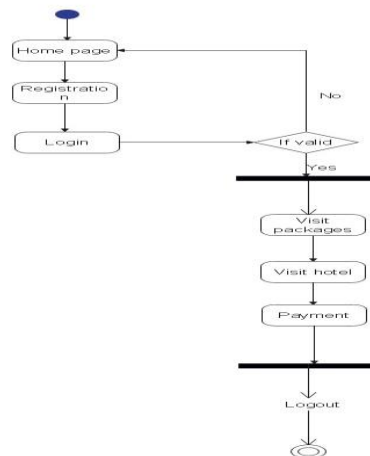 Home page
Registratio
n
No
Login
If valid
Yes
Visit
packages
Visit hotel
Payment
Logout